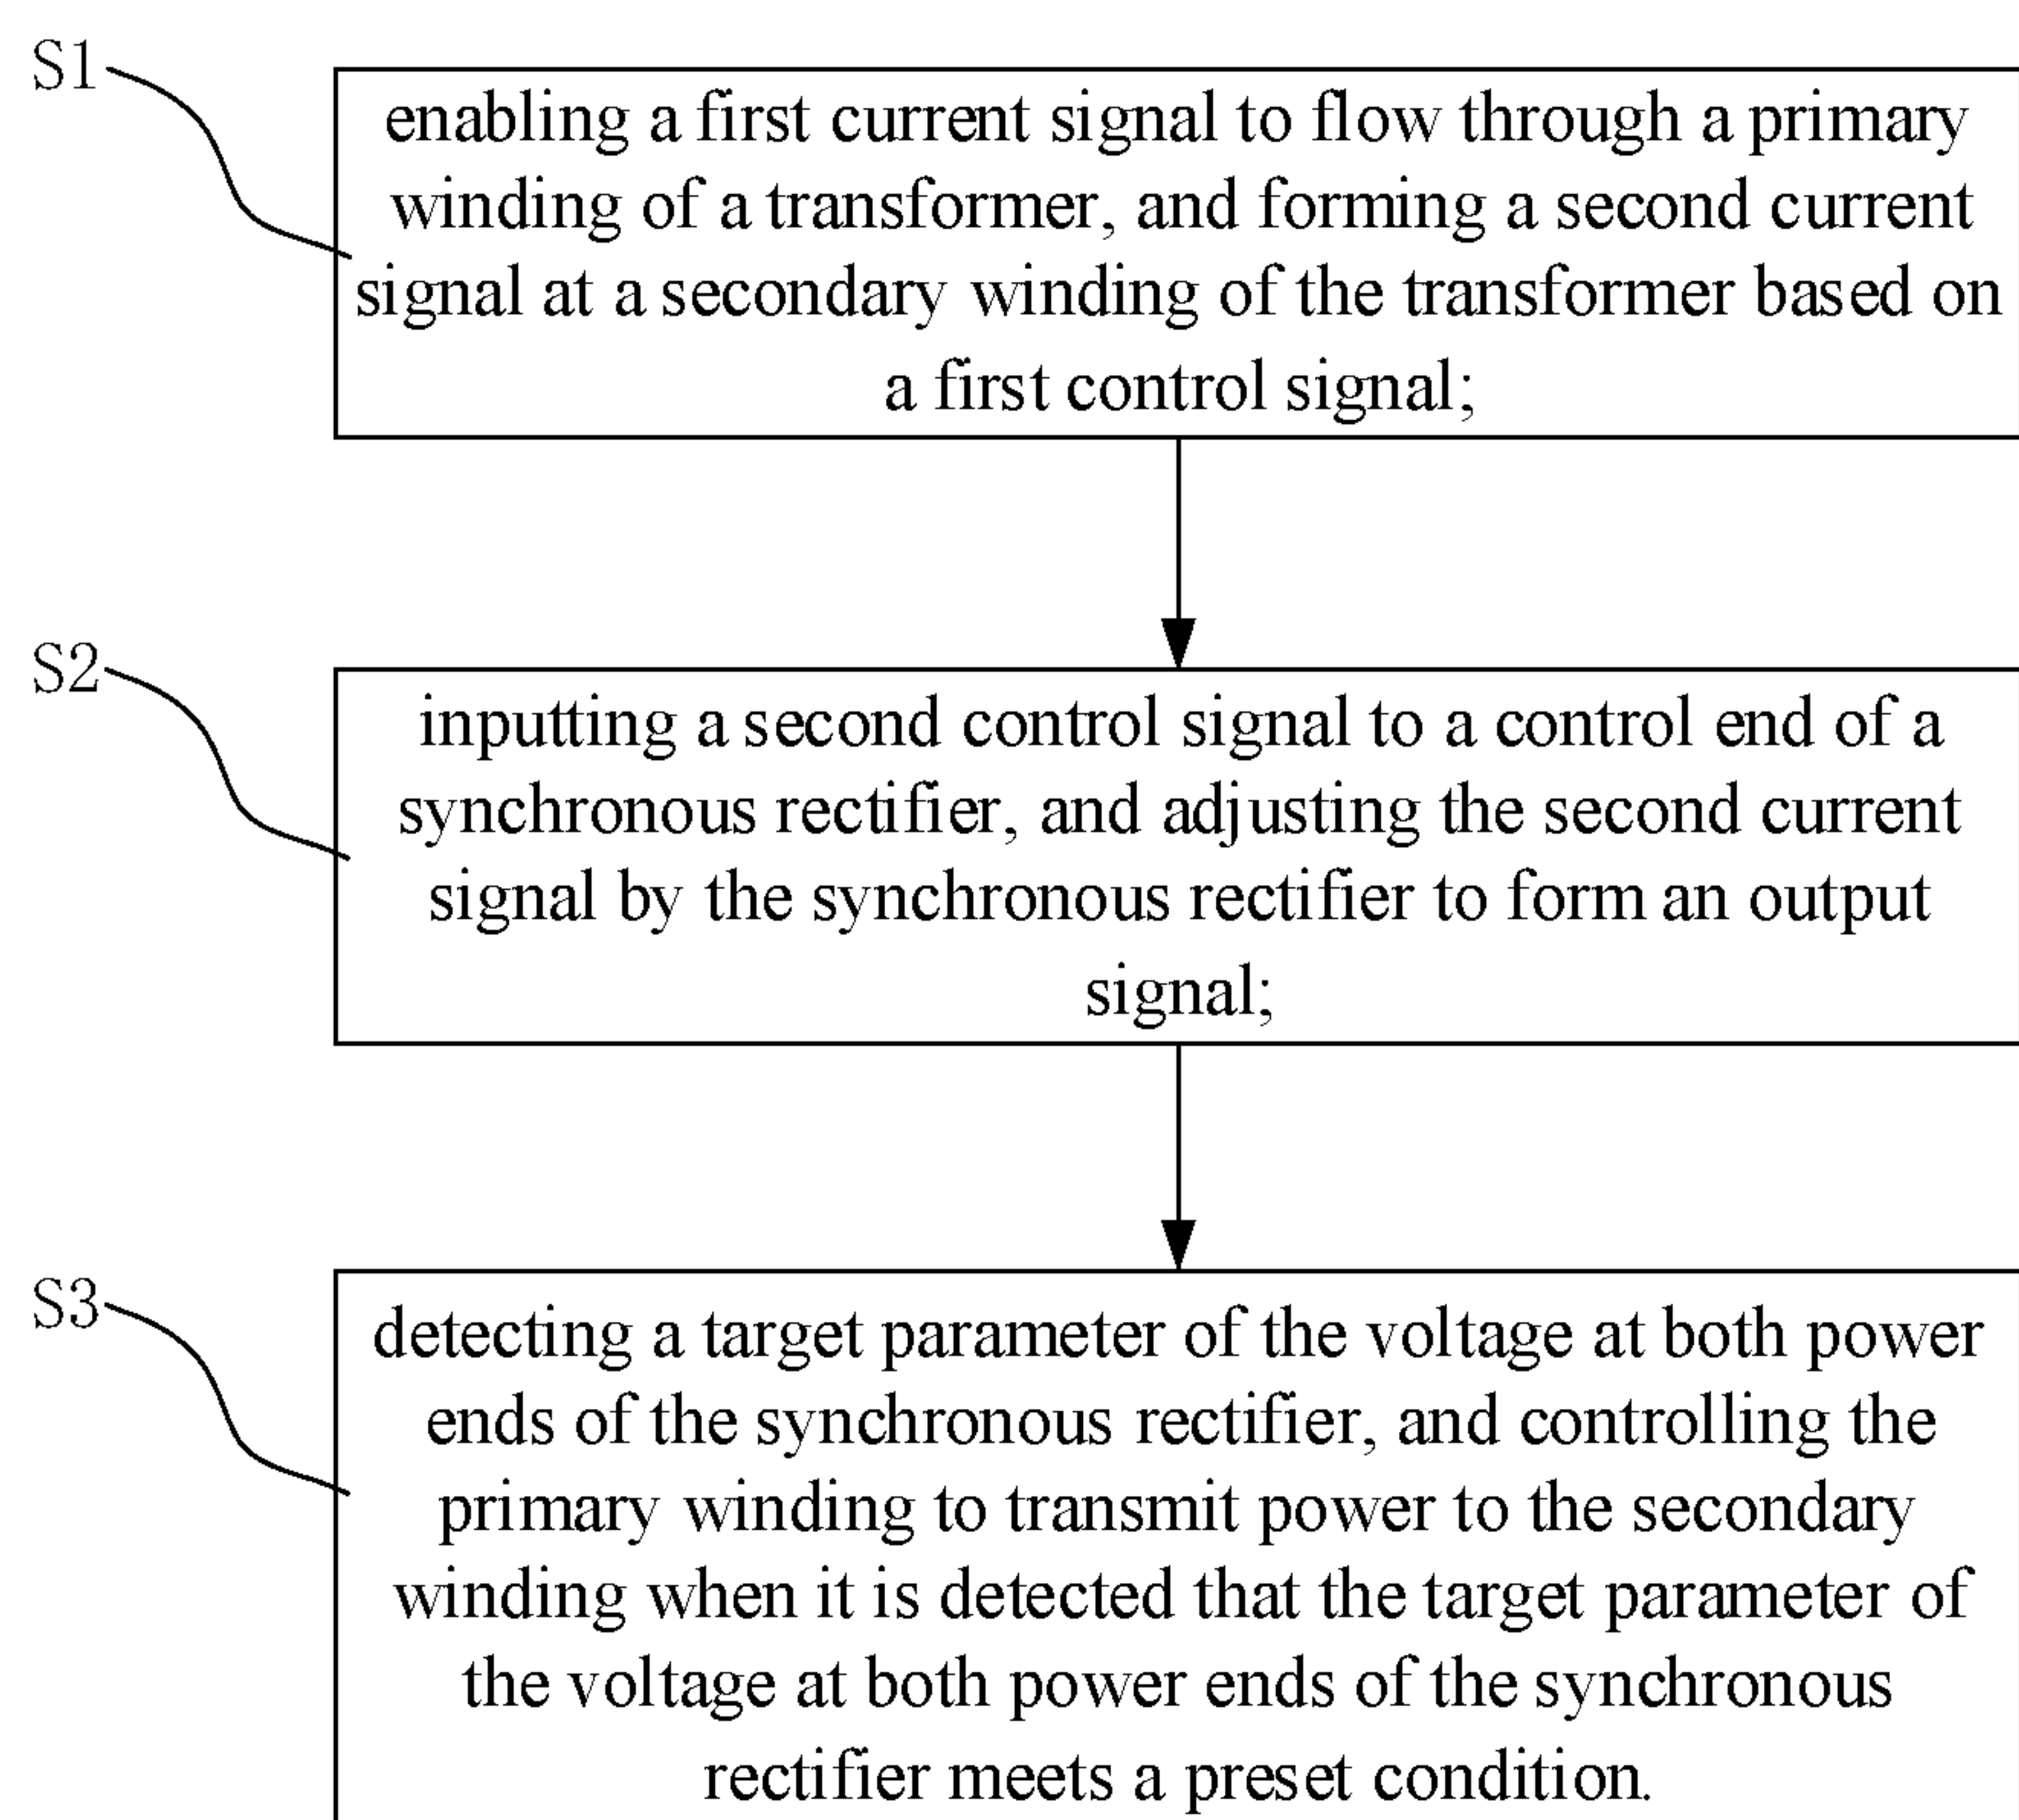 S1
enabling a first current signal to flow through a primary
winding of a transformer, and forming a second current
signal at a secondary winding of the transformer based on
a first control signal;
S2
inputting a second control signal to a control end of a
synchronous rectifier, and adjusting the second current
signal by the synchronous rectifier to form an output
signal;
S3
detecting a target parameter of the voltage at both power
ends of the synchronous rectifier, and controlling the
primary winding to transmit power to the secondary
winding when it is detected that the target parameter of
the voltage at both power ends of the synchronous
rectifier meets a preset condition.